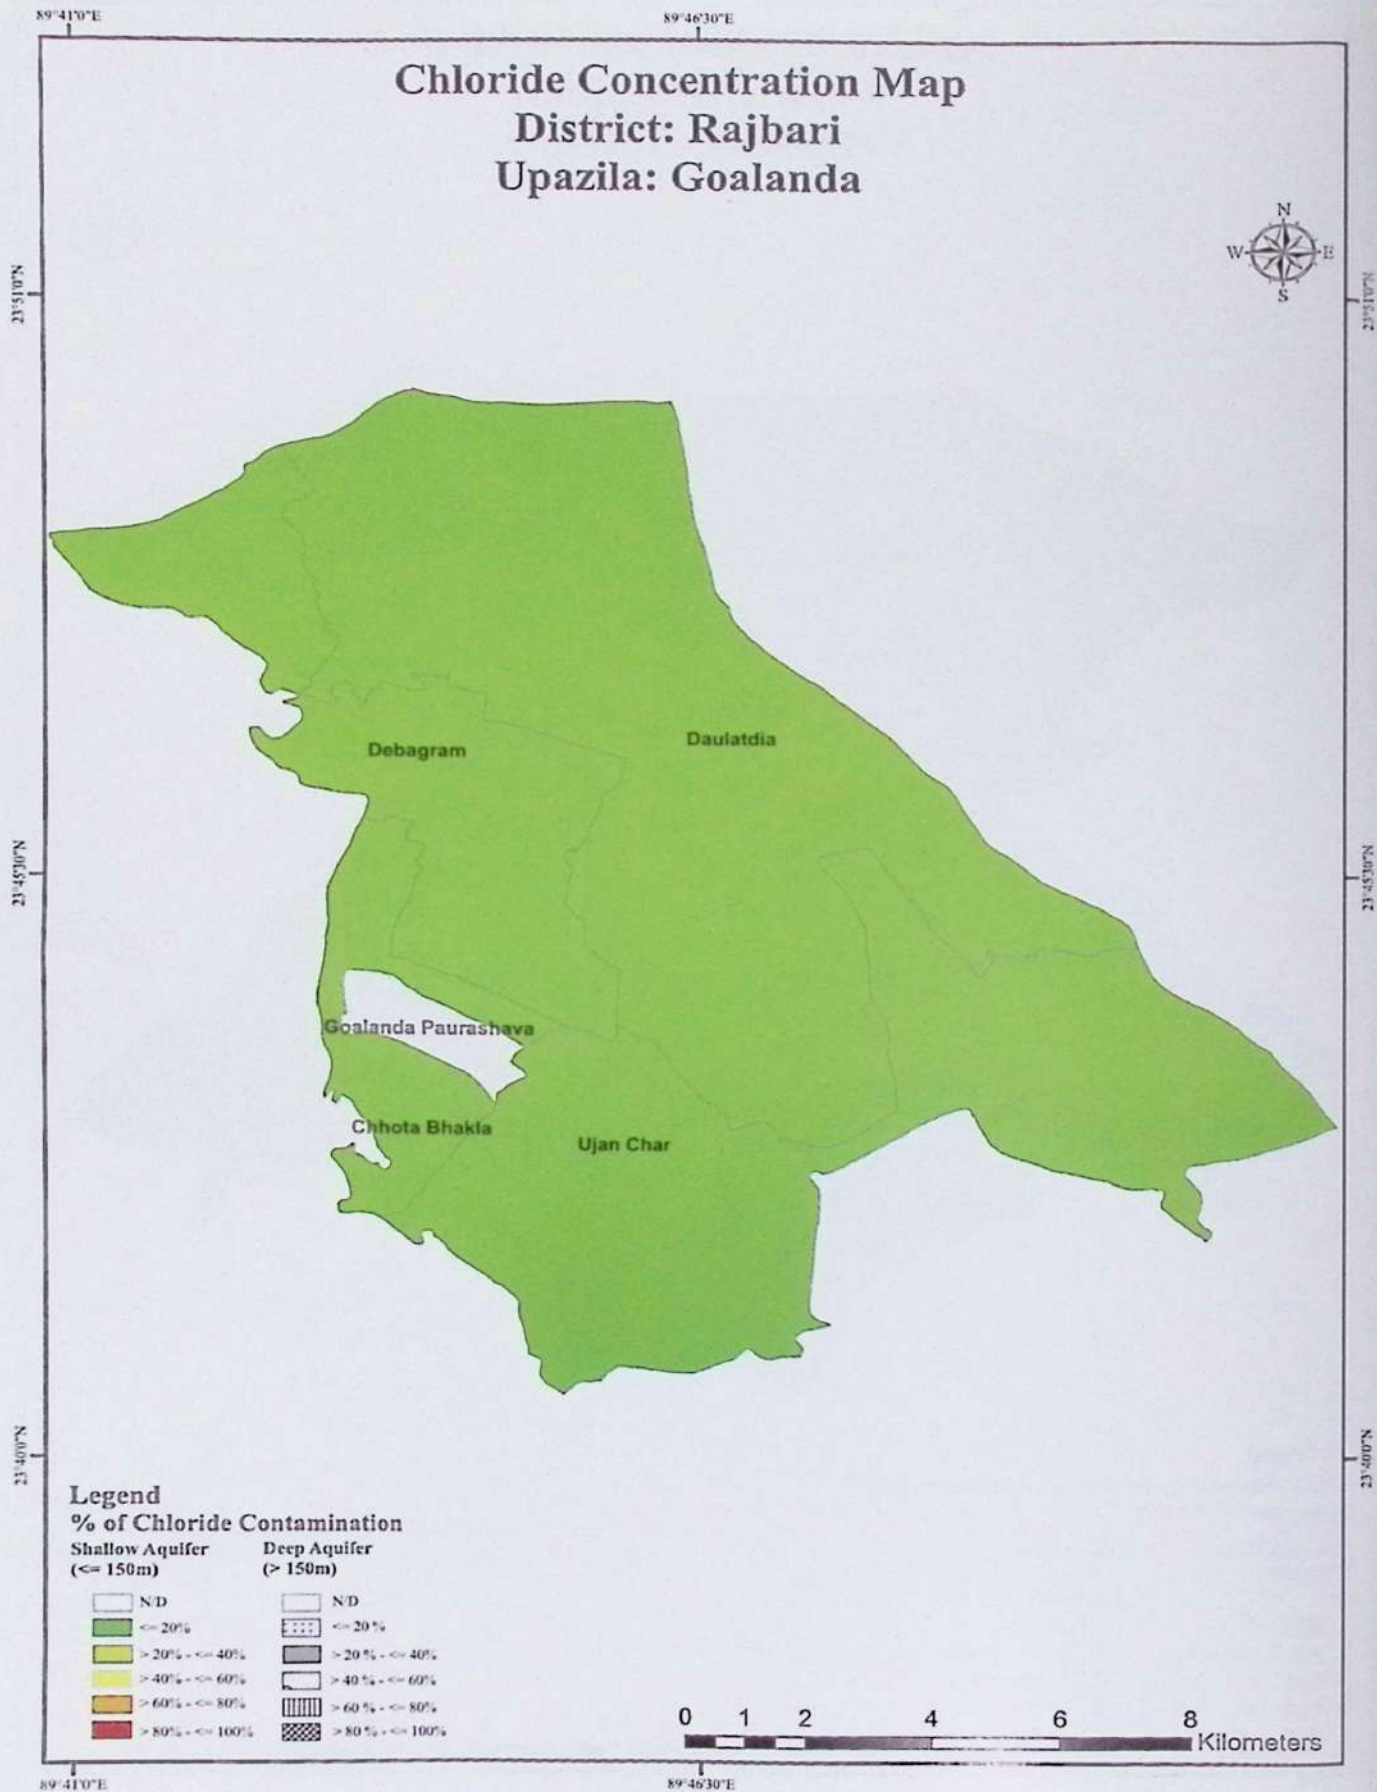 89°41'0"E
89°46'30"E
Chloride Concentration Map
District: Rajbari
Upazila: Goalanda
N
W
E
S
23°51'0"N
23°51'0"N
Debagram
Daulatdia
23°45'30"N
23°45'30"N
Goalanda Paurashava
Chhota Bhakla
Ujan Char
23°40'0"N
23°40'0"N
Legend
% of Chloride Contamination
Shallow Aquifer Deep Aquifer
(<= 150m) (> 150m)
N/D N/D
<= 20% <= 20 %
> 20% - <= 40% > 20 % - <= 40%
> 40% - <= 60% > 40 % - <= 60%
> 60% - <= 80% > 60 % - <= 80%
> 80% - <= 100% > 80 % - <= 100%
0 1 2 4 6 8
Kilometers
89°41'0"E
89°46'30"E